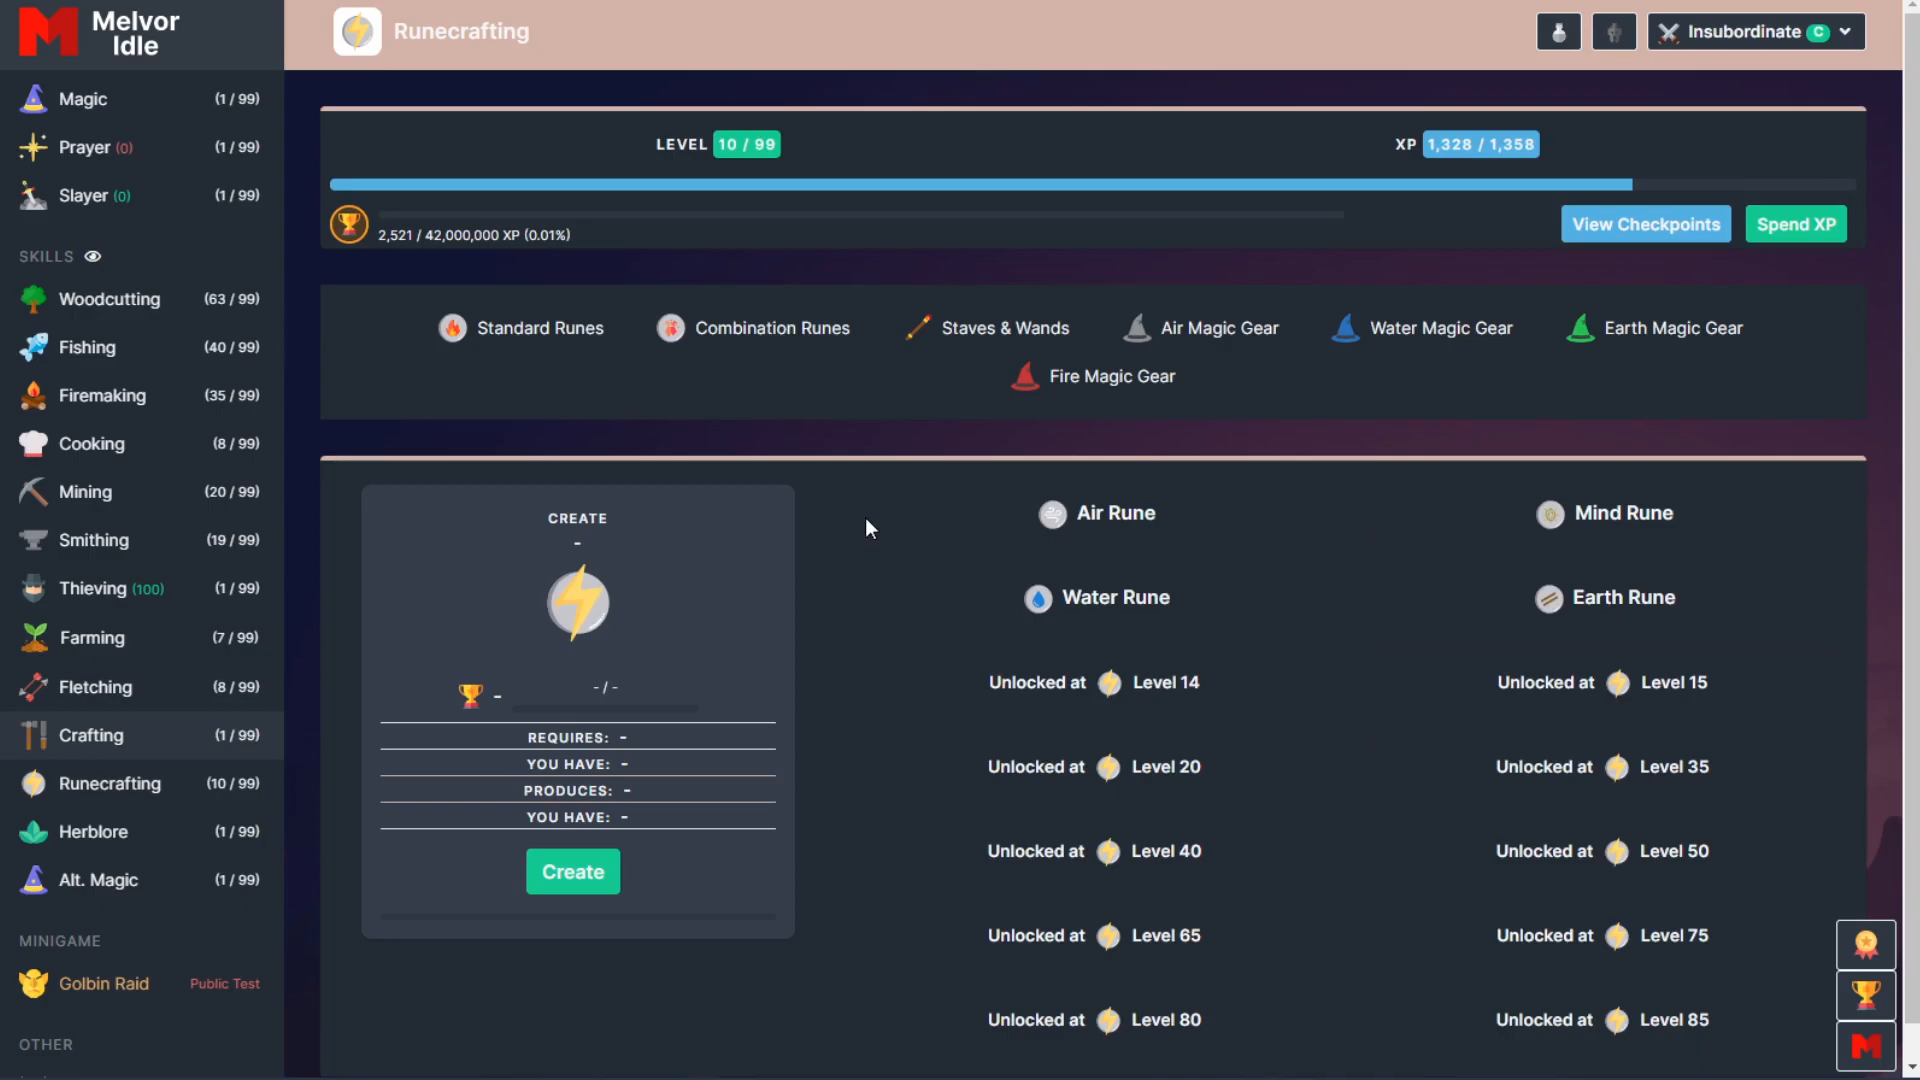 Melvor
Idle
Runecrafting
Insubordinate C
Magic (1 / 99)
Prayer (0) (1 / 99)
Slayer (0) (1 / 99)
SKILLS
Woodcutting (63 / 99)
Fishing (40 / 99)
Firemaking (35 / 99)
Cooking (8 / 99)
Mining (20 / 99)
Smithing (19 / 99)
Thieving (100) (1 / 99)
Farming (7 / 99)
Fletching (8 / 99)
Crafting (1 / 99)
Runecrafting (10 / 99)
Herblore (1 / 99)
Alt. Magic (1 / 99)
MINIGAME
Golbin Raid Public Test
OTHER
LEVEL 10 / 99
XP 1,328 / 1,358
2,521 / 42,000,000 XP (0.01%)
View Checkpoints
Spend XP
Standard Runes
Combination Runes
Staves & Wands
Air Magic Gear
Water Magic Gear
Earth Magic Gear
Fire Magic Gear
CREATE
-
- - / -
REQUIRES: -
YOU HAVE: -
PRODUCES: -
YOU HAVE: -
Create
Air Rune
Mind Rune
Water Rune
Earth Rune
Unlocked at Level 14
Unlocked at Level 15
Unlocked at Level 20
Unlocked at Level 35
Unlocked at Level 40
Unlocked at Level 50
Unlocked at Level 65
Unlocked at Level 75
Unlocked at Level 80
Unlocked at Level 85